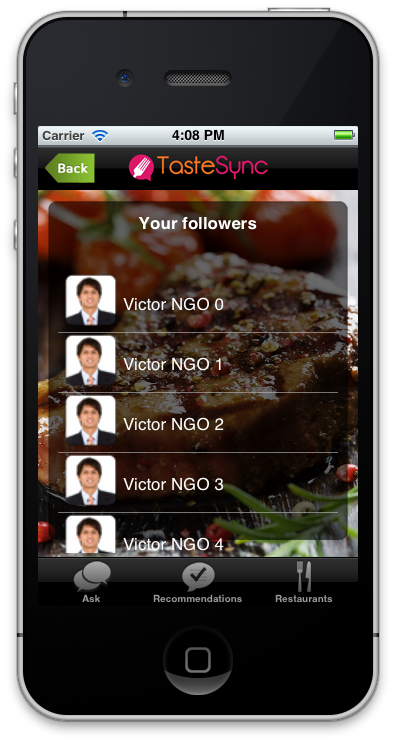 Carrier 4:08 PM
Back TasteSync
Your followers
Victor NGO 0
Victor NGO 1
Victor NGO 2
Victor NGO 3
Victor NGO 4
Ask Recommendations Restaurants